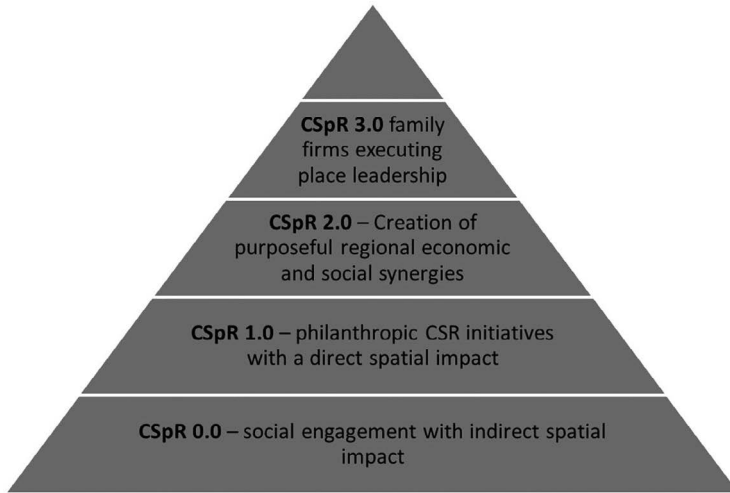 CSpR 3.0 family
firms executing
place leadership
CSpR 2.0 – Creation of
purposeful regional economic
and social synergies
CSpR 1.0 – philanthropic CSR initiatives
with a direct spatial impact
CSpR 0.0 – social engagement with indirect spatial
impact